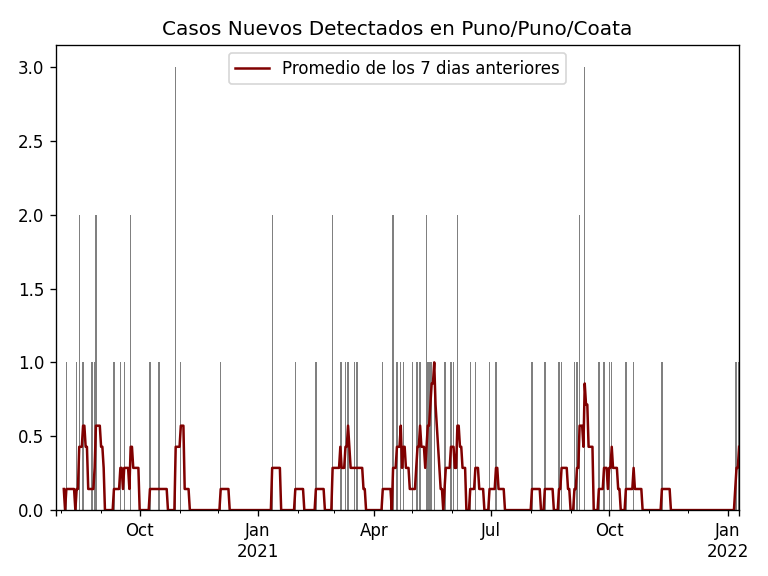 Casos Nuevos Detectados en Puno/Puno/Coata
Promedio de los 7 dias anteriores
3.0
2.5
2.0
1.5
1.0
0.5
0.0
Oct
Jan
2021
Apr
Jul
Oct
Jan
2022